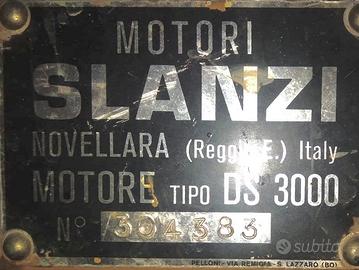 MOTORI
SLANZI
NOVELLARA (Reggio E.) Italy
MOTORE TIPO DS 3000
N° 304383
PELLONI - VIA REMIGIA - S. LAZZARO (BO)
subito